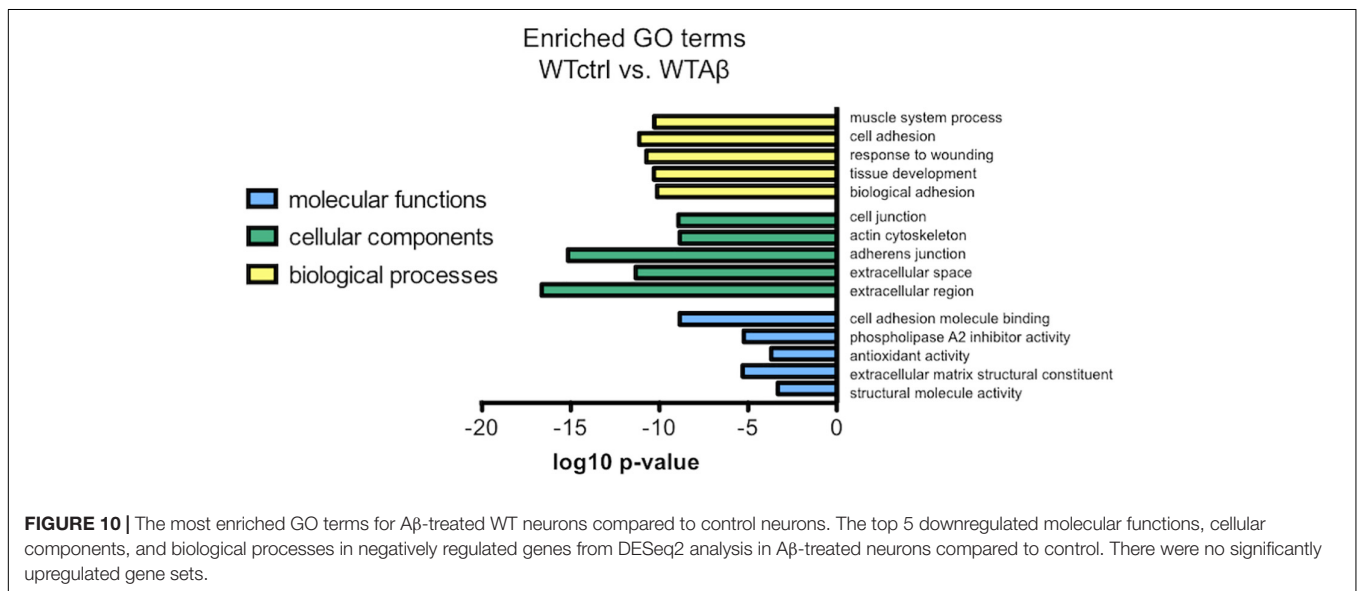 Enriched GO terms
WTctrl vs. WTAβ
muscle system process
cell adhesion
response to wounding
tissue development
biological adhesion
molecular functions
cellular components
biological processes
cell junction
actin cytoskeleton
adherens junction
extracellular space
extracellular region
cell adhesion molecule binding
phospholipase A2 inhibitor activity
antioxidant activity
extracellular matrix structural constituent
structural molecule activity
-20 -15 -10 -5 0
log10 p-value
FIGURE 10 | The most enriched GO terms for Aβ-treated WT neurons compared to control neurons. The top 5 downregulated molecular functions, cellular
components, and biological processes in negatively regulated genes from DESeq2 analysis in Aβ-treated neurons compared to control. There were no significantly
upregulated gene sets.